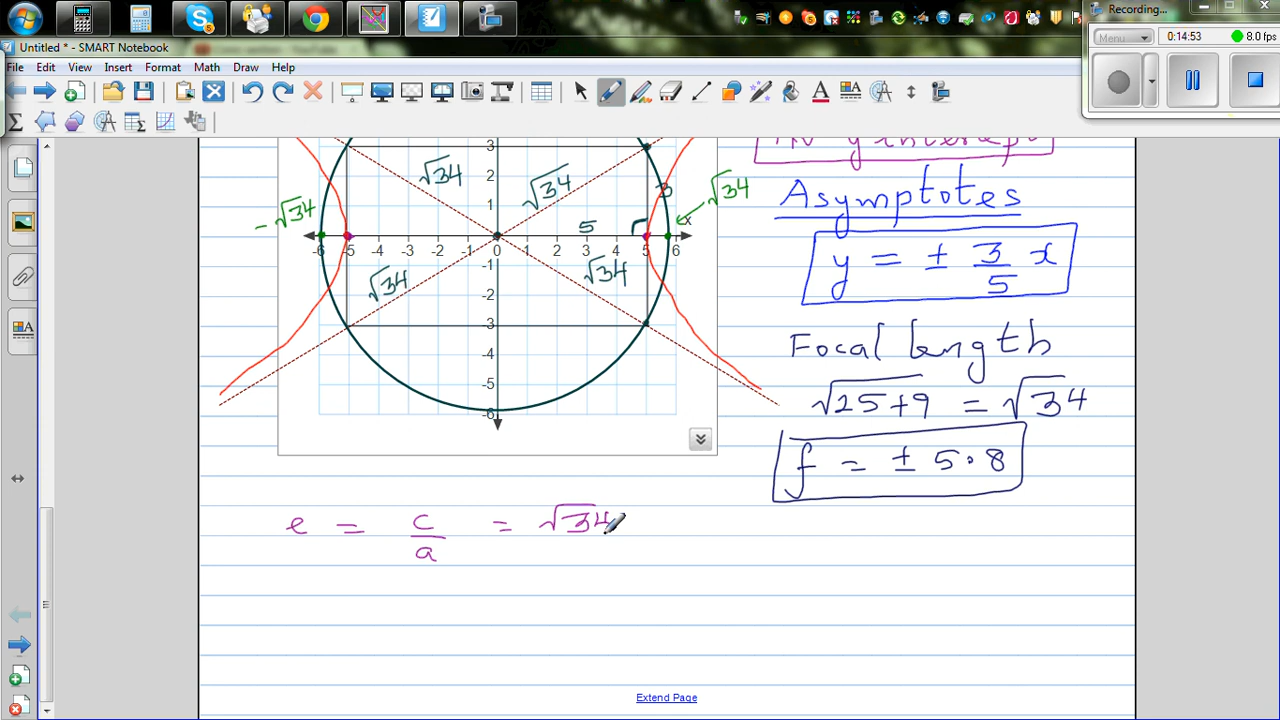 Recording...
Menu
0:14:53
8.0 fps
Untitled * - SMART Notebook
File Edit View Insert Format Math Draw Help
No y intercept
3
2
1
-6 -5 -4 -3 -2 -1 0 1 2 3 4 5 6
x
-1
-2
-3
-4
-5
-6
√34
√34
√34
√34
-√34
√34
5
3
Asymptotes
y = ± 3/5 x
Focal length
√25+9 = √34
f = ± 5.8
e = c/a = √34
Extend Page